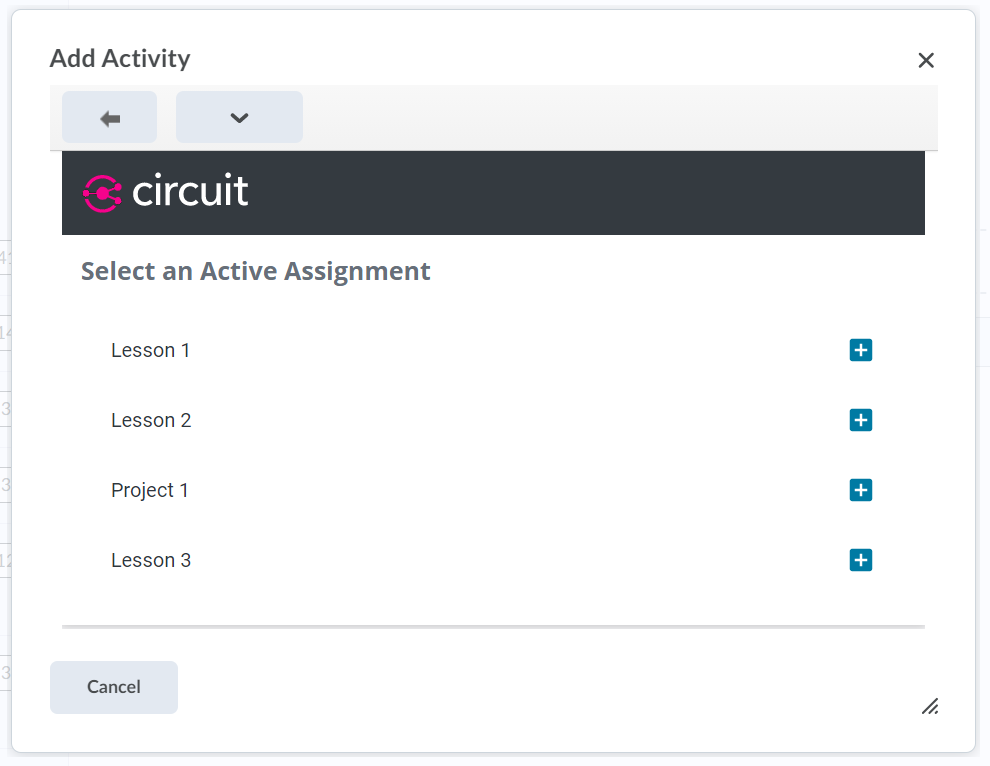 Add Activity
circuit
Select an Active Assignment
Lesson 1
Lesson 2
Project 1
Lesson 3
Cancel